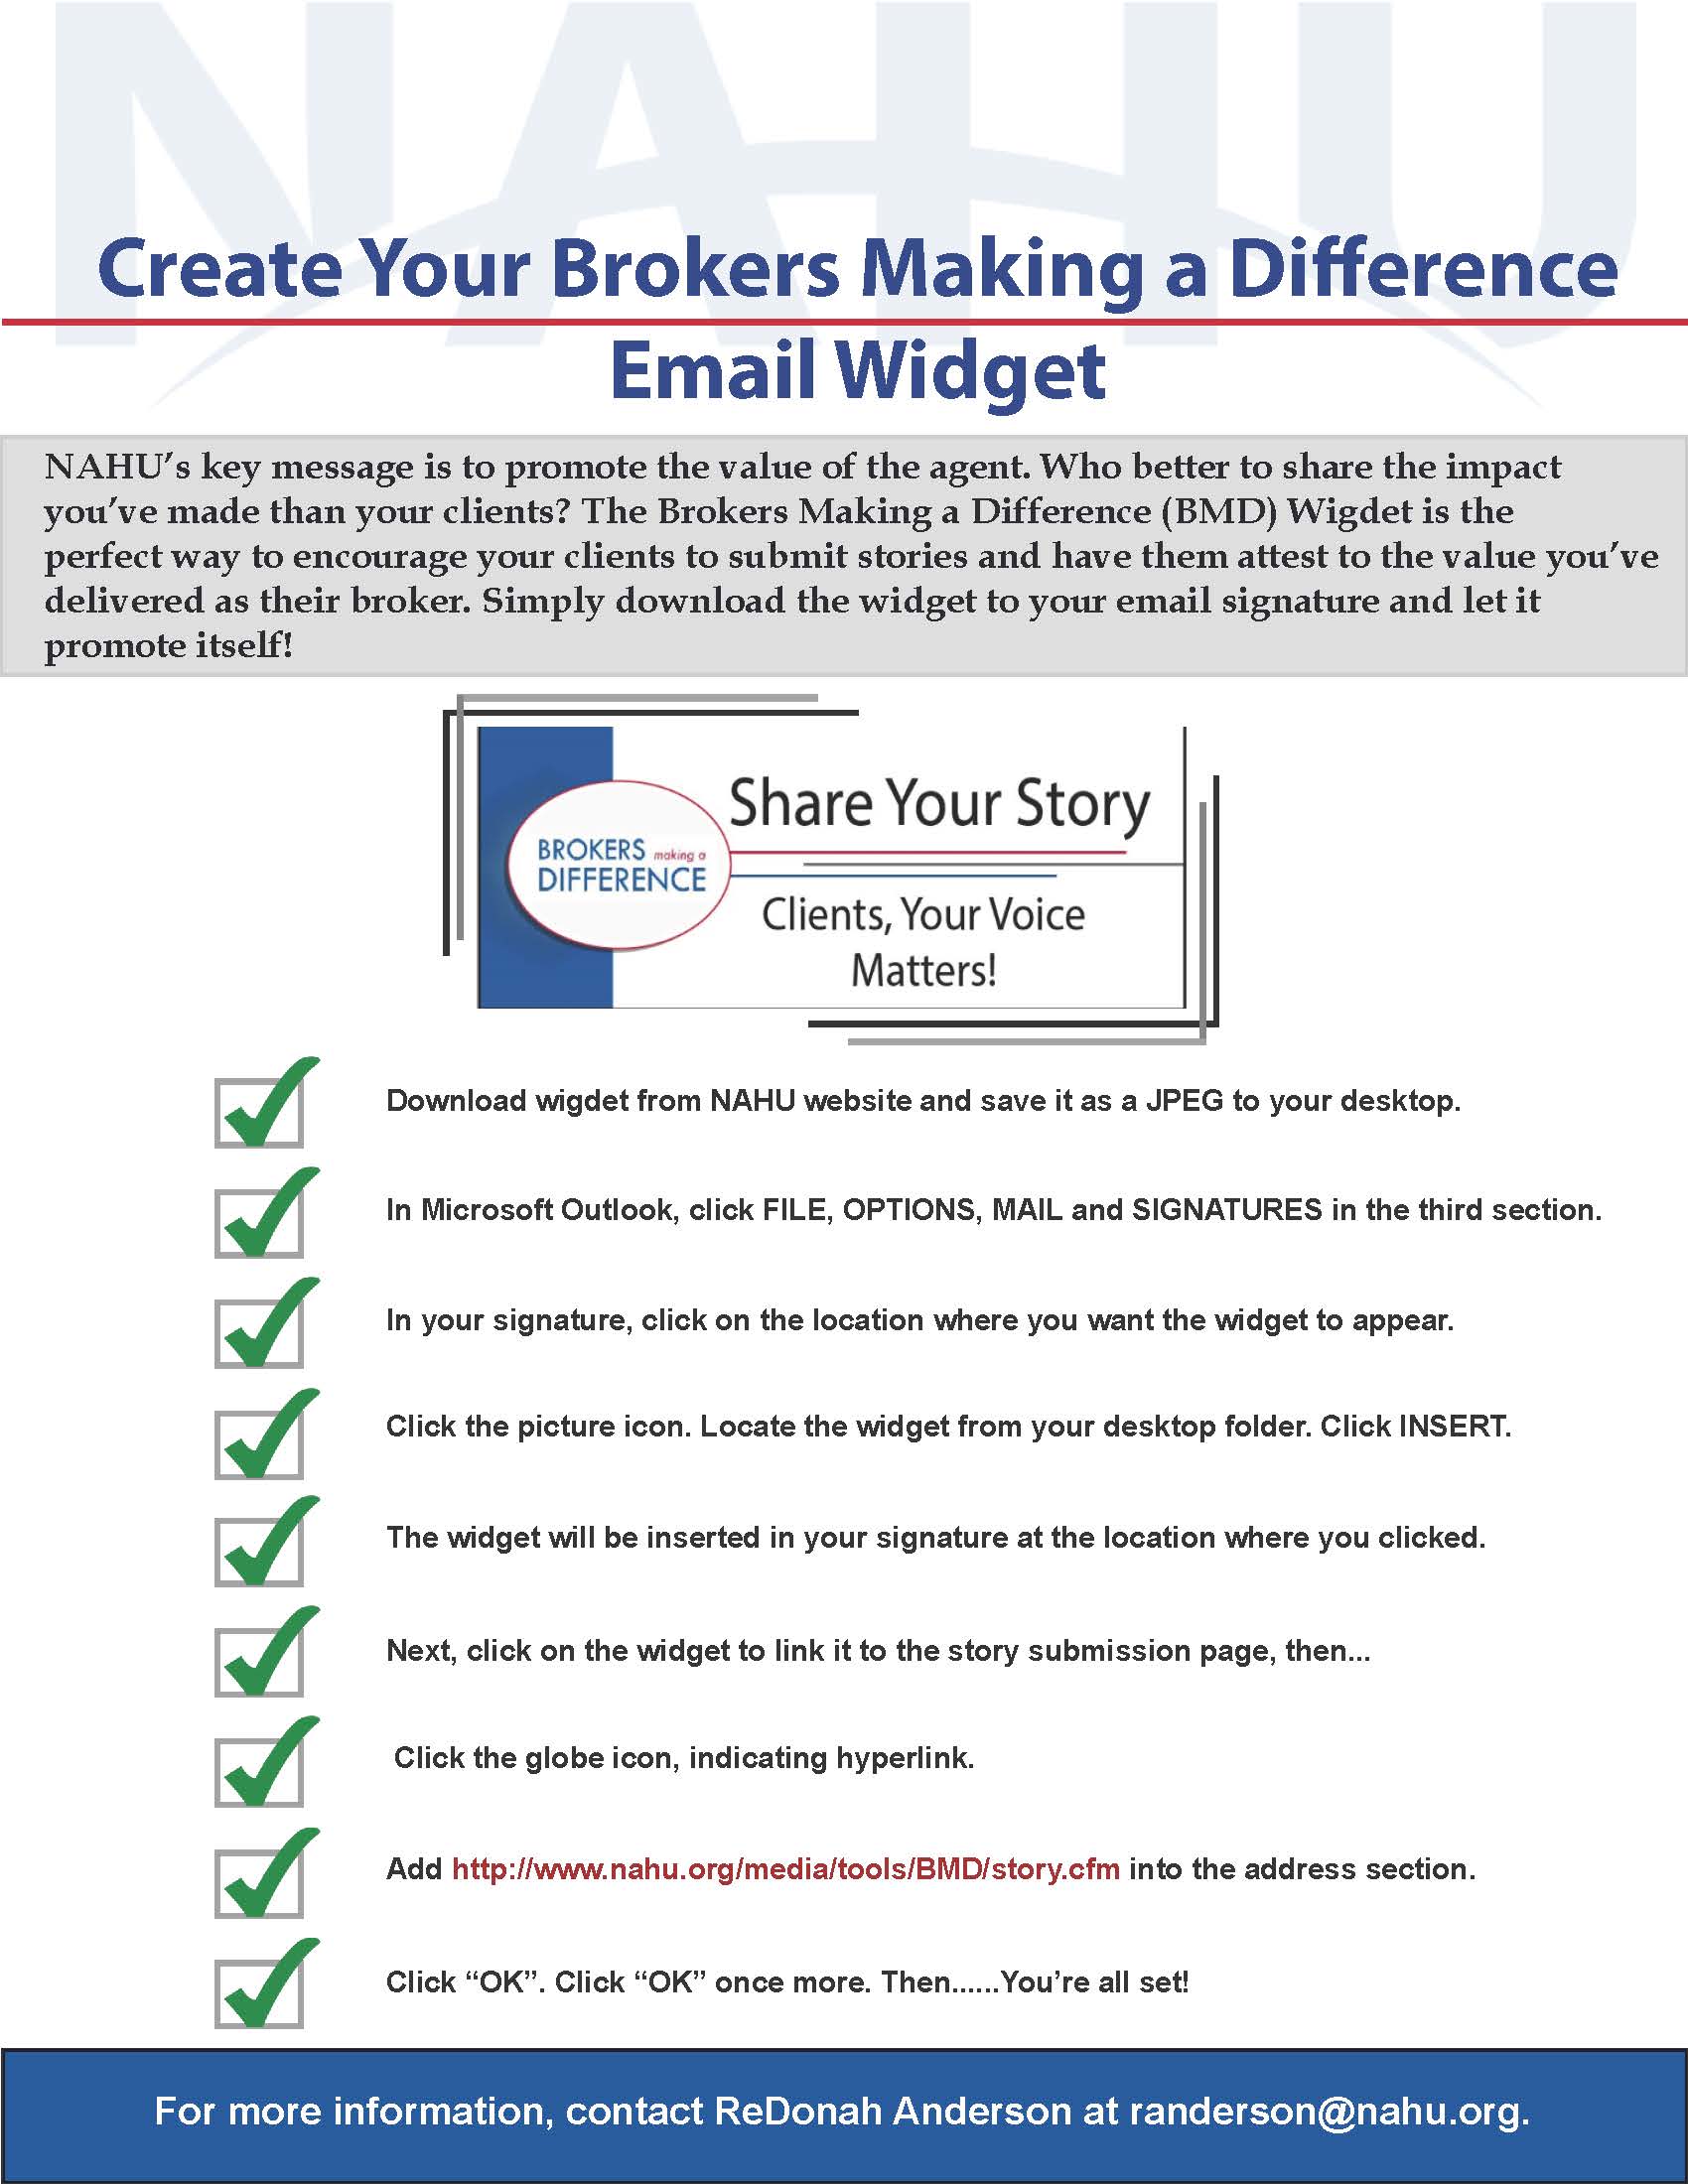 NAHU
Create Your Brokers Making a Difference
Email Widget
NAHU’s key message is to promote the value of the agent. Who better to share the impact
you’ve made than your clients? The Brokers Making a Difference (BMD) Wigdet is the
perfect way to encourage your clients to submit stories and have them attest to the value you’ve
delivered as their broker. Simply download the widget to your email signature and let it
promote itself!
Share Your Story
BROKERS making a
DIFFERENCE
Clients, Your Voice
Matters!
Download wigdet from NAHU website and save it as a JPEG to your desktop.
In Microsoft Outlook, click FILE, OPTIONS, MAIL and SIGNATURES in the third section.
In your signature, click on the location where you want the widget to appear.
Click the picture icon. Locate the widget from your desktop folder. Click INSERT.
The widget will be inserted in your signature at the location where you clicked.
Next, click on the widget to link it to the story submission page, then...
Click the globe icon, indicating hyperlink.
Add http://www.nahu.org/media/tools/BMD/story.cfm into the address section.
Click “OK”. Click “OK” once more. Then......You’re all set!
For more information, contact ReDonah Anderson at randerson@nahu.org.